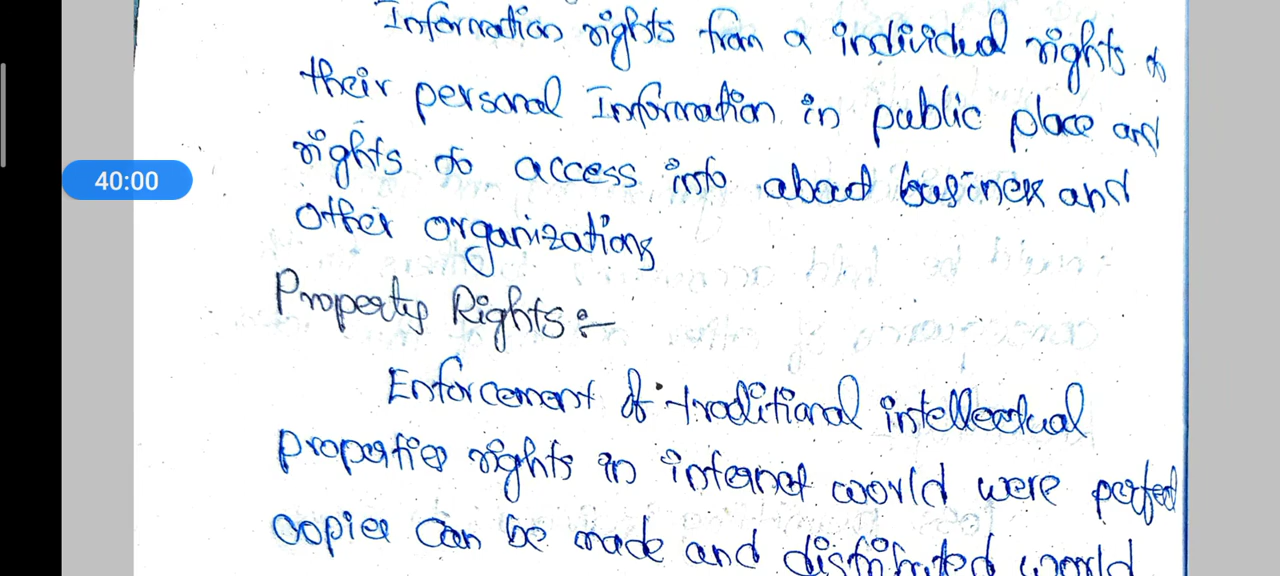 Information rights from a individual rights to
their personal Information in public place and
rights to access info about business and
40:00
other organizations
Property Rights :-
Enforcement of traditional intellectual
properties rights in internet world were perfect
copies can be made and distributed world